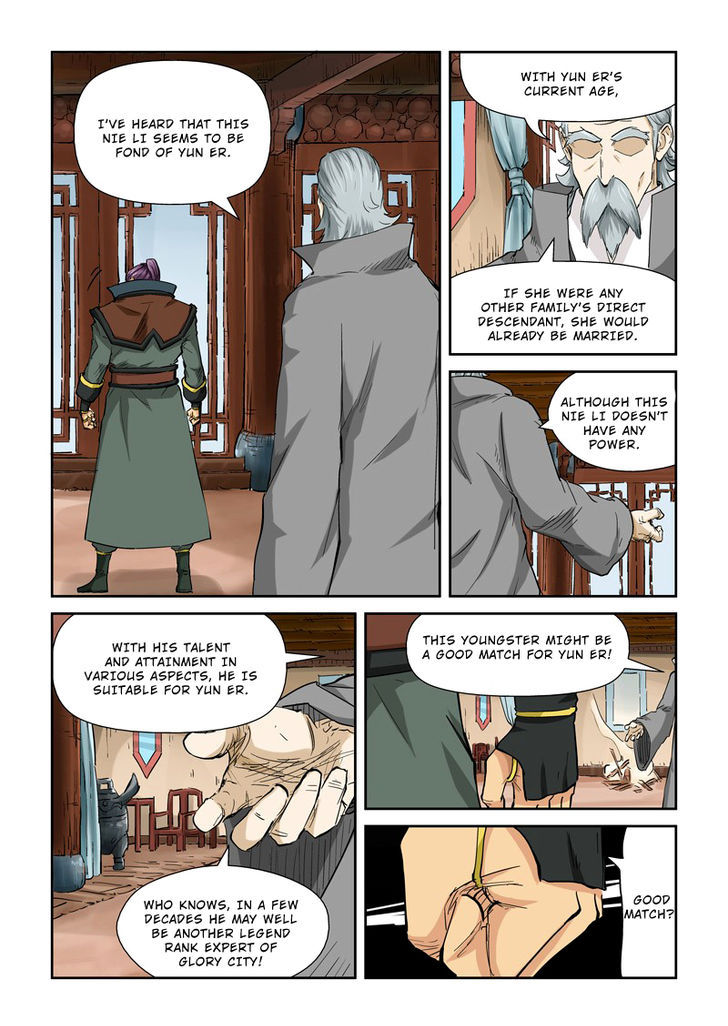 I'VE HEARD THAT THIS
NIE LI SEEMS TO BE
FOND OF YUN ER.
WITH YUN ER'S
CURRENT AGE,
IF SHE WERE ANY
OTHER FAMILY'S DIRECT
DESCENDANT, SHE WOULD
ALREADY BE MARRIED.
ALTHOUGH THIS
NIE LI DOESN'T
HAVE ANY
POWER.
WITH HIS TALENT
AND ATTAINMENT IN
VARIOUS ASPECTS, HE IS
SUITABLE FOR YUN ER.
WHO KNOWS, IN A FEW
DECADES HE MAY WELL
BE ANOTHER LEGEND
RANK EXPERT OF
GLORY CITY!
THIS YOUNGSTER MIGHT BE
A GOOD MATCH FOR YUN ER!
GOOD
MATCH?